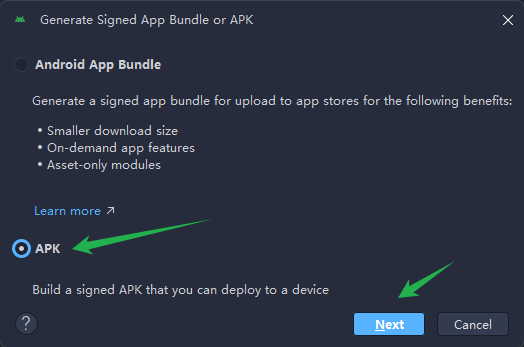 Generate Signed App Bundle or APK
Android App Bundle
Generate a signed app bundle for upload to app stores for the following benefits:
• Smaller download size
• On-demand app features
• Asset-only modules
Learn more ↗
APK
Build a signed APK that you can deploy to a device
? Next Cancel